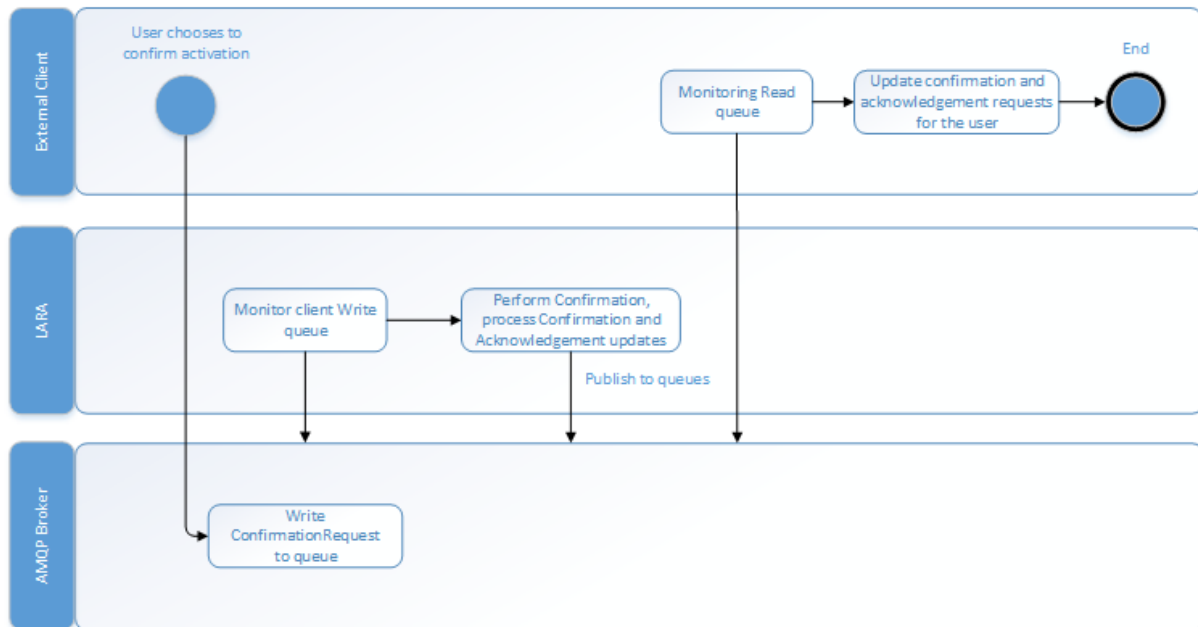 External Client
User chooses to
confirm activation
Monitoring Read
queue
Update confirmation and
acknowledgement requests
for the user
End
LARA
Monitor client Write
queue
Perform Confirmation,
process Confirmation and
Acknowledgement updates
Publish to queues
AMQP Broker
Write
ConfirmationRequest
to queue